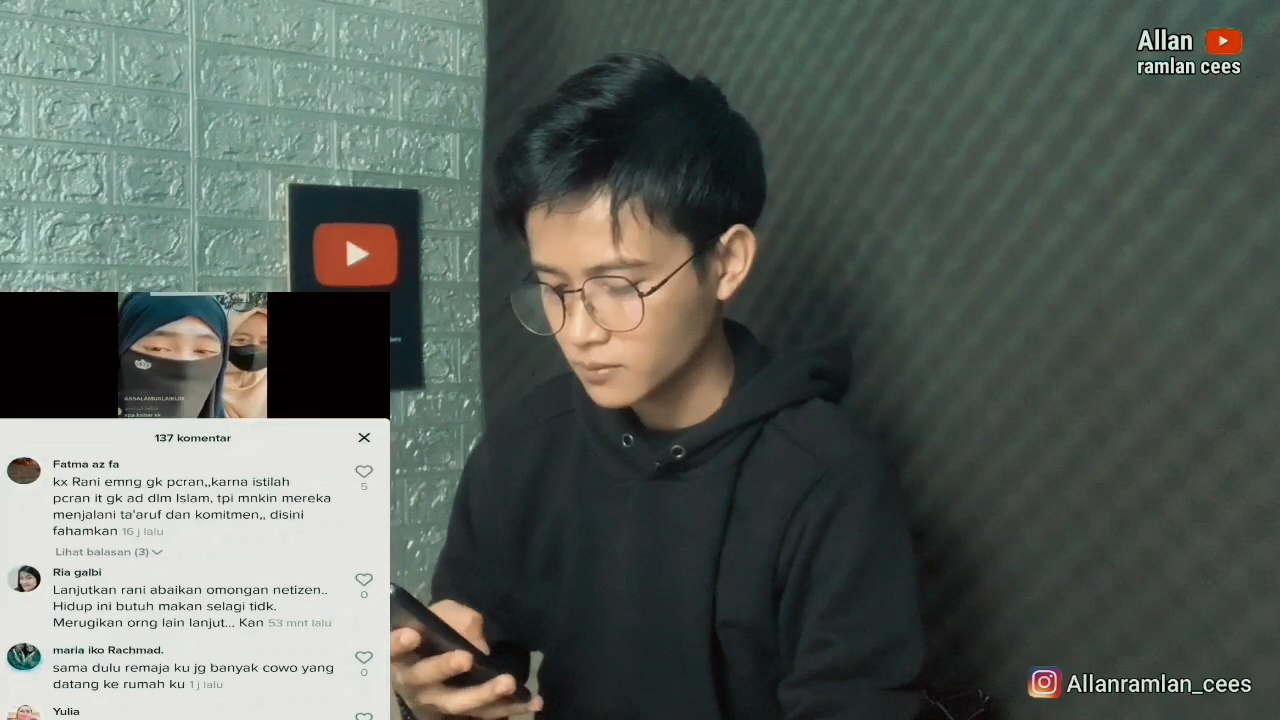 Allan
ramlan cees
ASSALAMUALAIKUM
137 komentar
Fatma az fa
kx Rani emng gk pcran,,karna istilah
pcran it gk ad dlm Islam, tpi mnkin mereka
menjalani ta'aruf dan komitmen,, disini
fahamkan 16 j lalu
5
Lihat balasan (3)
Ria galbi
Lanjutkan rani abaikan omongan netizen..
Hidup ini butuh makan selagi tidk.
Merugikan orng lain lanjut... Kan 53 mnt lalu
0
maria iko Rachmad.
sama dulu remaja ku jg banyak cowo yang
datang ke rumah ku 1 j lalu
0
Yulia
Allanramlan_cees